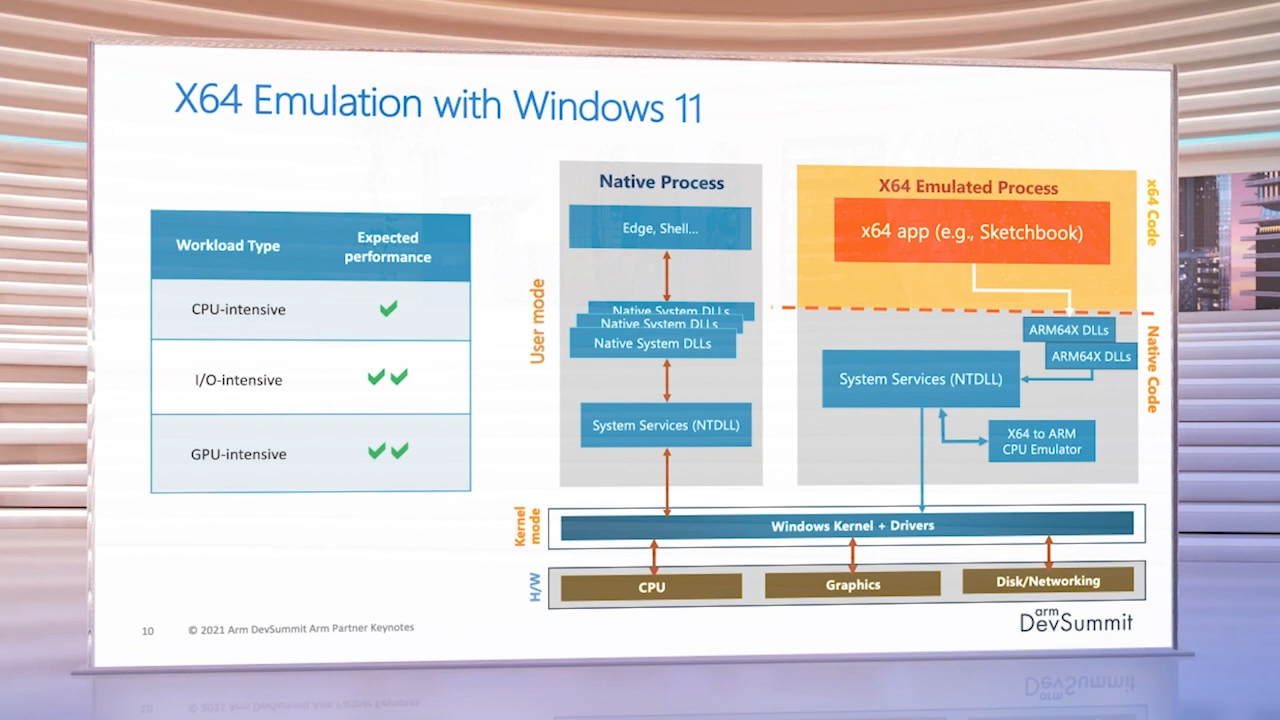 X64 Emulation with Windows 11
Workload Type
Expected
performance
CPU-intensive
I/O-intensive
GPU-intensive
User mode
Native Process
Edge, Shell...
Native System DLLs
Native System DLLs
Native System DLLs
System Services (NTDLL)
X64 Emulated Process
x64 app (e.g., Sketchbook)
x64 Code
ARM64X DLLs
ARM64X DLLs
Native Code
System Services (NTDLL)
X64 to ARM
CPU Emulator
Kernel
mode
Windows Kernel + Drivers
H/W
CPU
Graphics
Disk/Networking
10
© 2021 Arm DevSummit Arm Partner Keynotes
arm
DevSummit